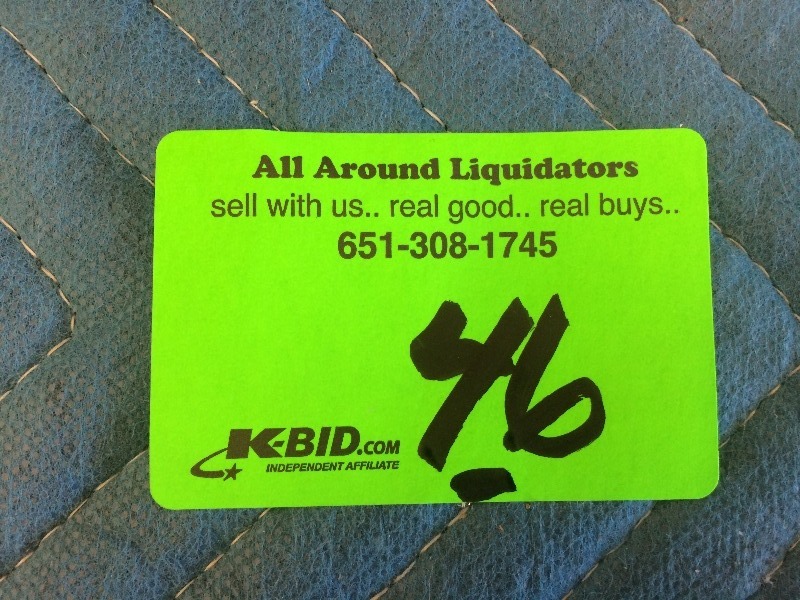 All Around Liquidators
sell with us.. real good.. real buys..
651-308-1745
46
K-BID.COM
INDEPENDENT AFFILIATE